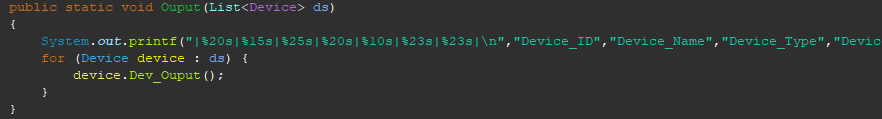 public static void Ouput(List<Device> ds)
{
    System.out.printf("|%20s|%15s|%25s|%20s|%10s|%23s|%23s|\n","Device_ID","Device_Name","Device_Type","Devic
    for (Device device : ds) {
        device.Dev_Ouput();
    }
}